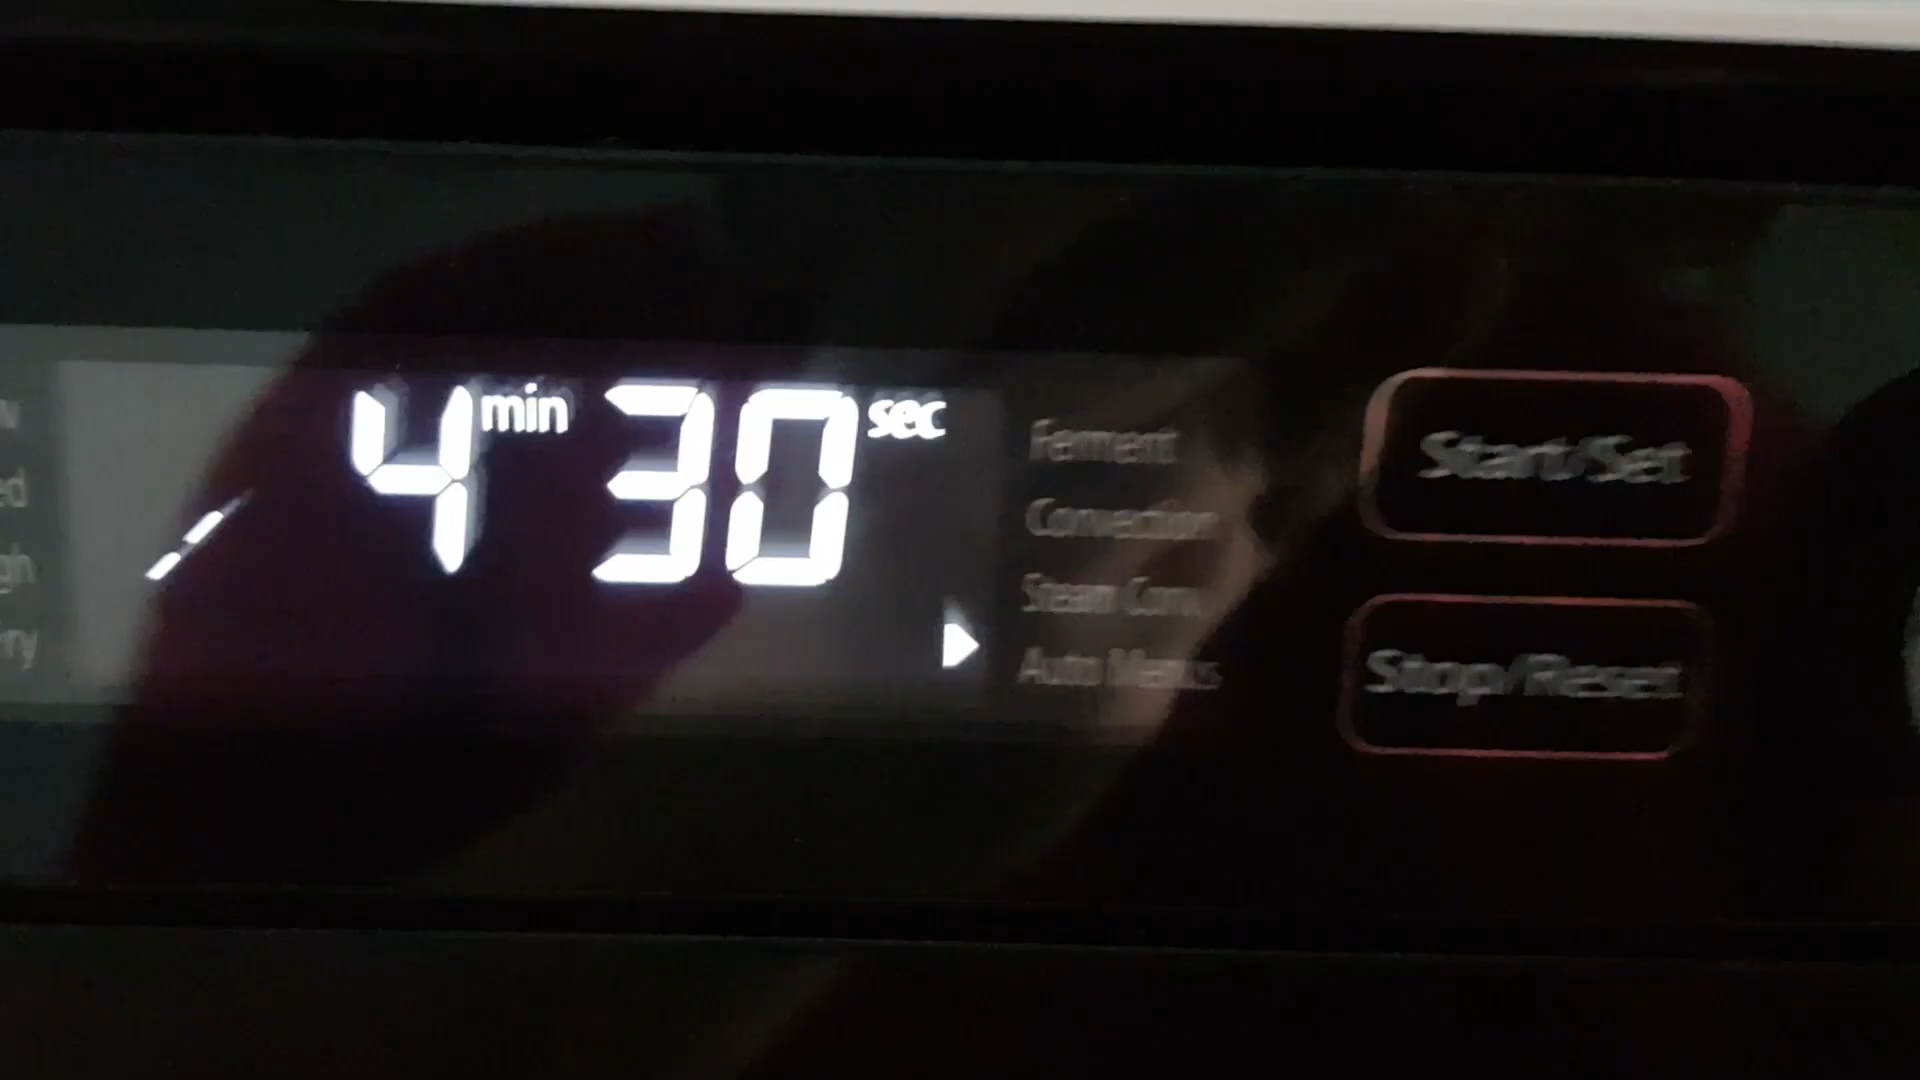 4 min 30 sec
Ferment
Convection
Steam Conv
Auto Menus
Start/Set
Stop/Reset